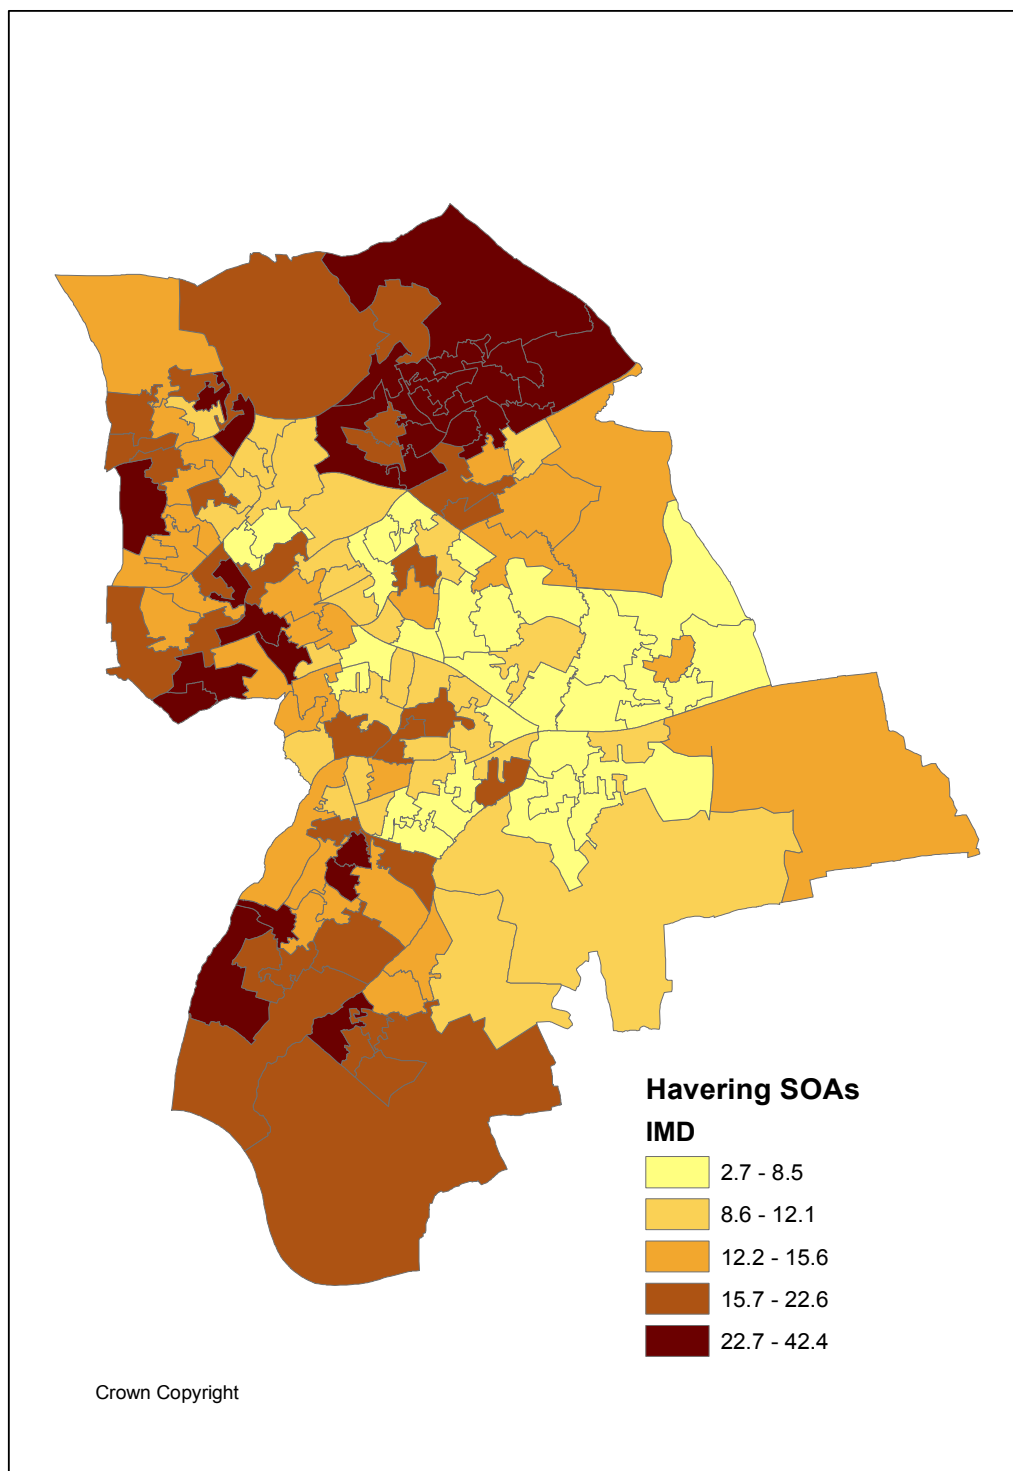 Havering SOAs
IMD
2.7 - 8.5
8.6 - 12.1
12.2 - 15.6
15.7 - 22.6
22.7 - 42.4
Crown Copyright